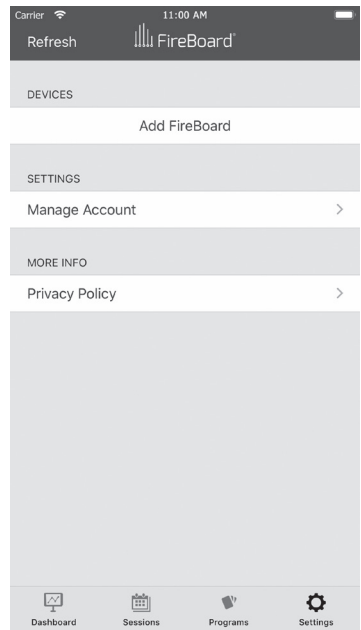 Carrier 11:00 AM
Refresh FireBoard®
DEVICES
Add FireBoard
SETTINGS
Manage Account
MORE INFO
Privacy Policy
Dashboard Sessions Programs Settings